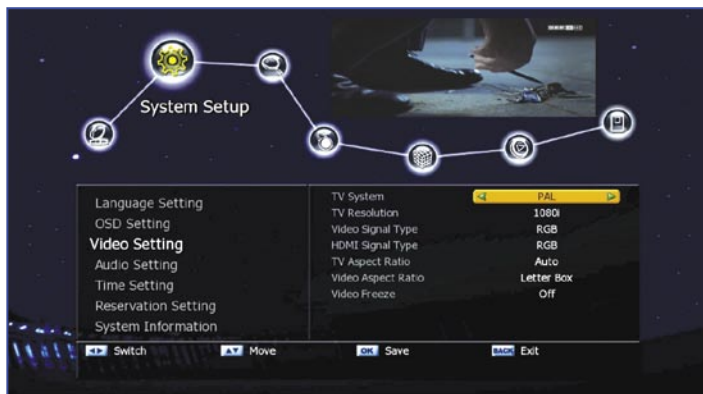 System Setup
Language Setting
OSD Setting
Video Setting
Audio Setting
Time Setting
Reservation Setting
System Information
TV System PAL
TV Resolution 1080i
Video Signal Type RGB
HDMI Signal Type RGB
TV Aspect Ratio Auto
Video Aspect Ratio Letter Box
Video Freeze Off
Switch Move OK Save BACK Exit